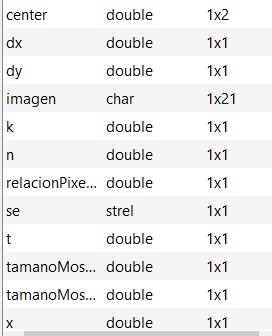 center double 1x2
dx double 1x1
dy double 1x1
imagen char 1x21
k double 1x1
n double 1x1
relacionPixe... double 1x1
se strel 1x1
t double 1x1
tamanoMos... double 1x1
tamanoMos... double 1x1
x double 1x1